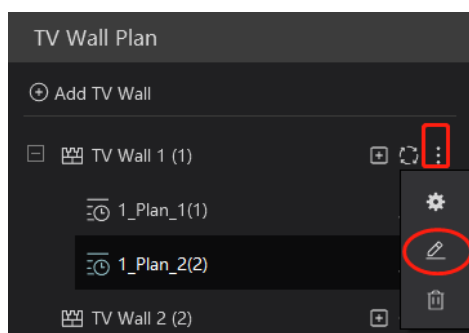 TV Wall Plan
Add TV Wall
TV Wall 1 (1)
1_Plan_1(1)
1_Plan_2(2)
TV Wall 2 (2)